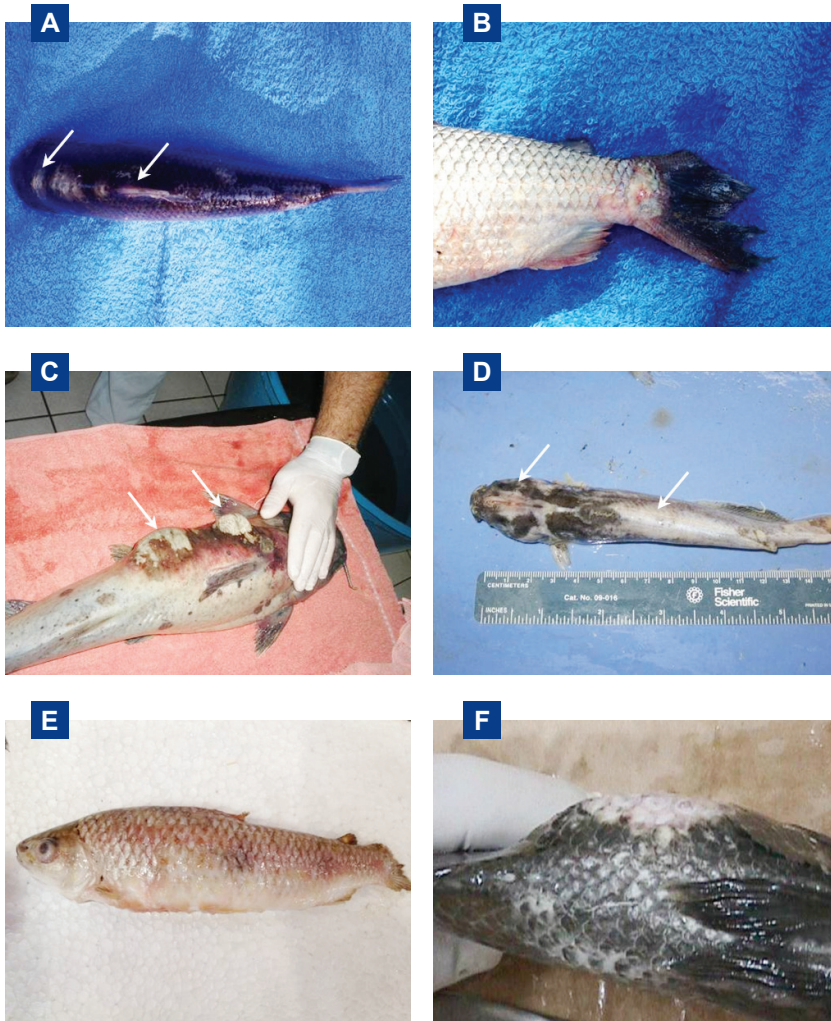 A
B
C
D
CENTIMETERS
Cat. No. 09-016
Fisher
Scientific
INCHES
E
F